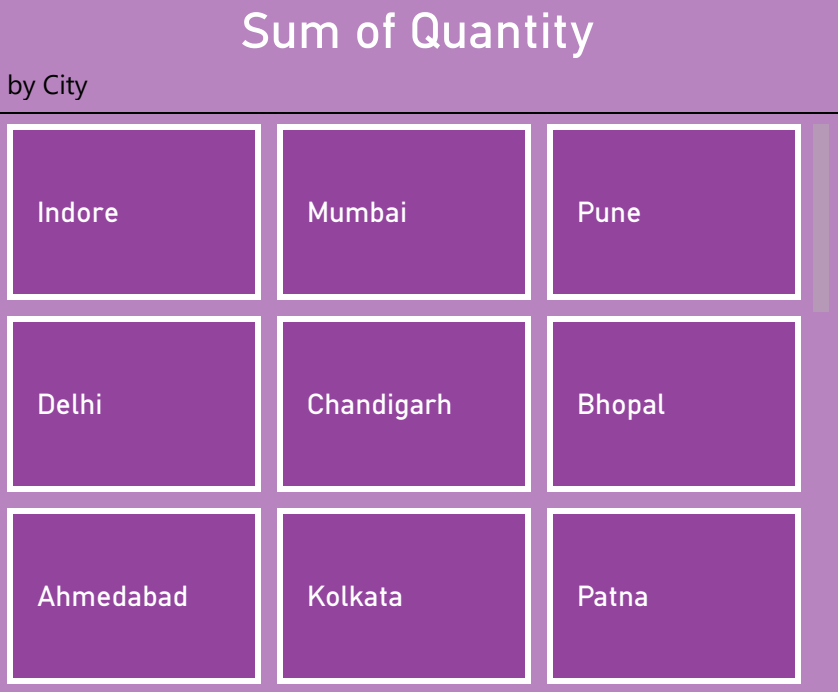 Sum of Quantity
by City
Indore
Mumbai
Pune
Delhi
Chandigarh
Bhopal
Ahmedabad
Kolkata
Patna